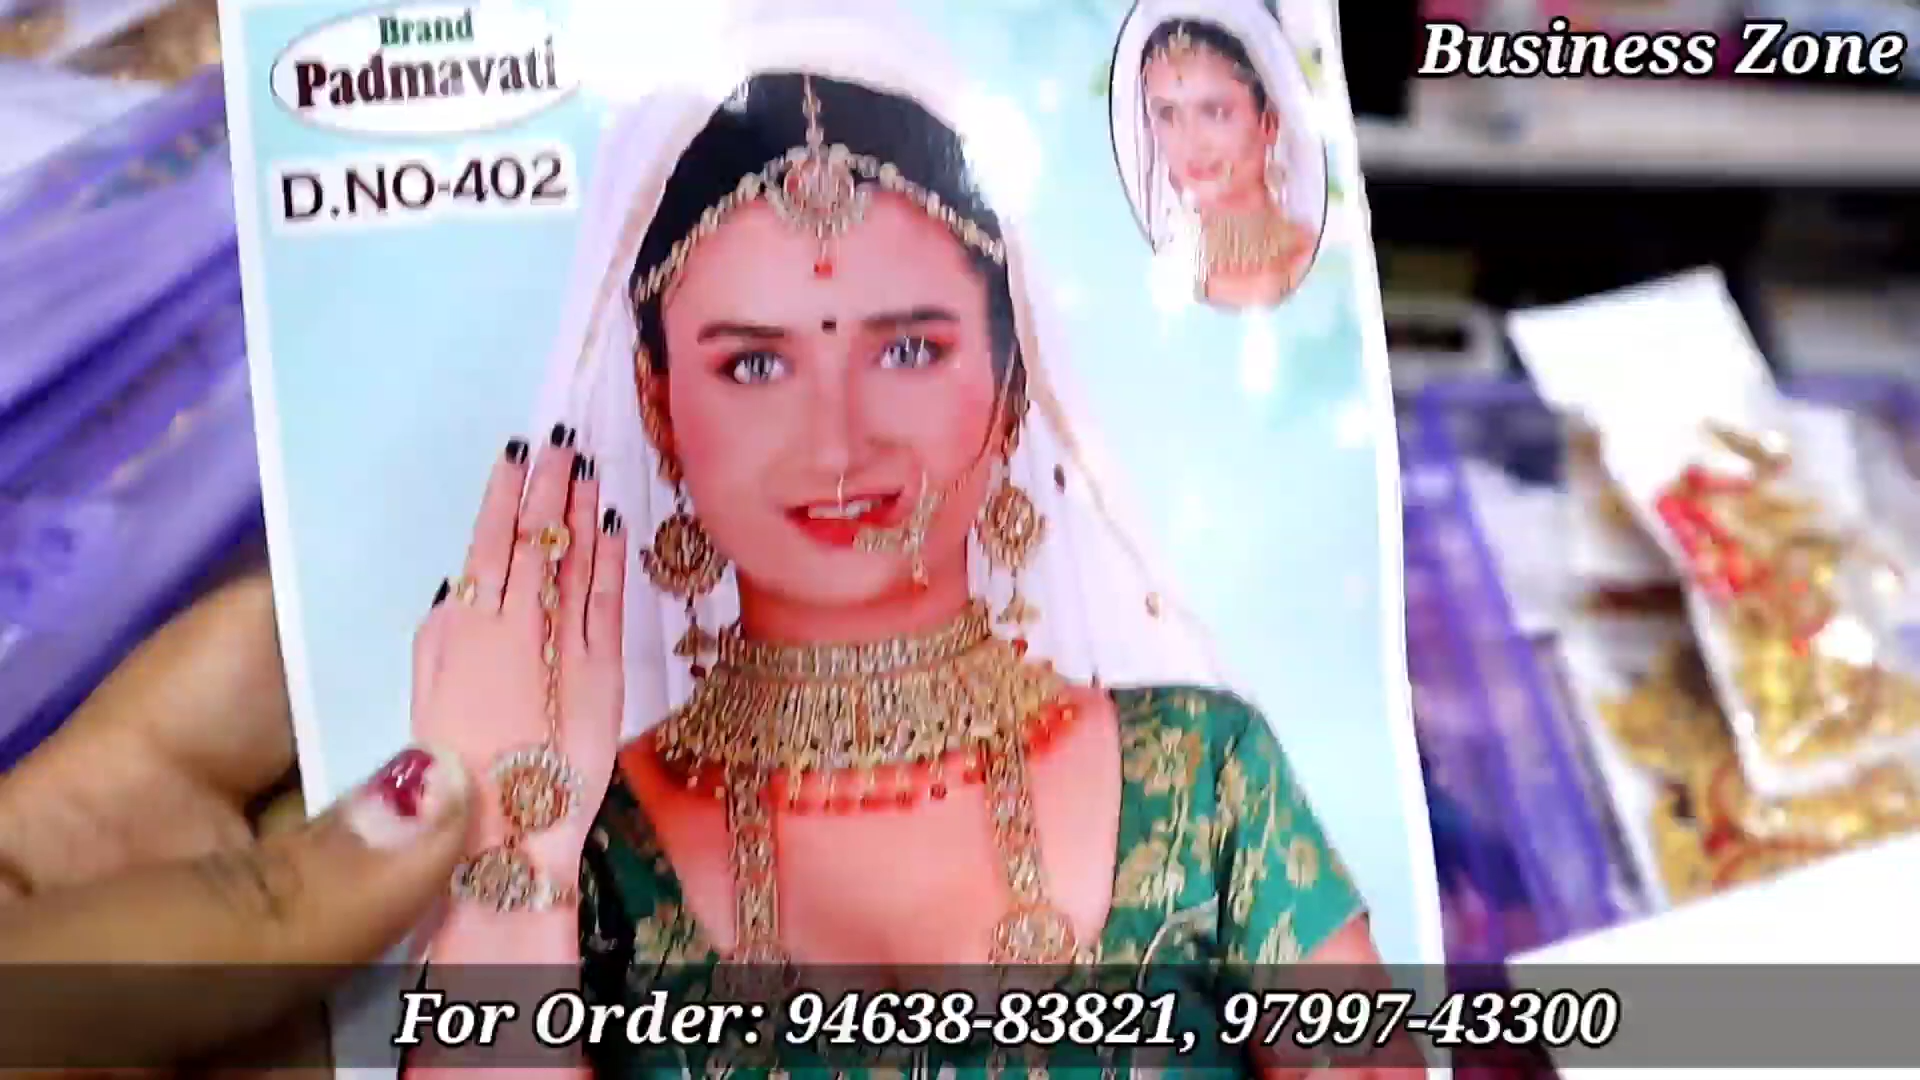 Business Zone
Brand
Padmavati
D.NO-402
For Order: 94638-83821, 97997-43300